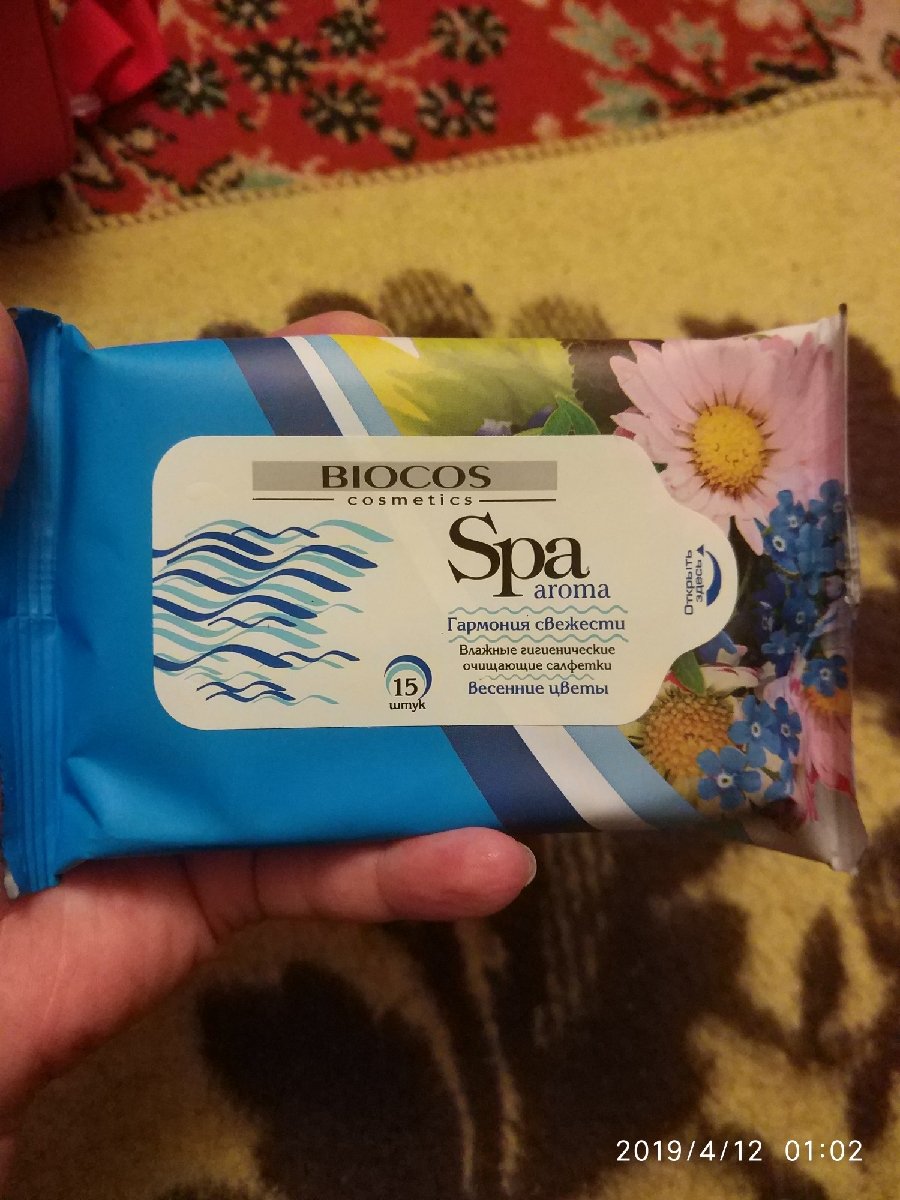 BIOCOS
cosmetics
Spa
aroma
Гармония свежести
Влажные гигиенические
очищающие салфетки
весенние цветы
15
штук
Открыть
здесь
2019/4/12 01:02